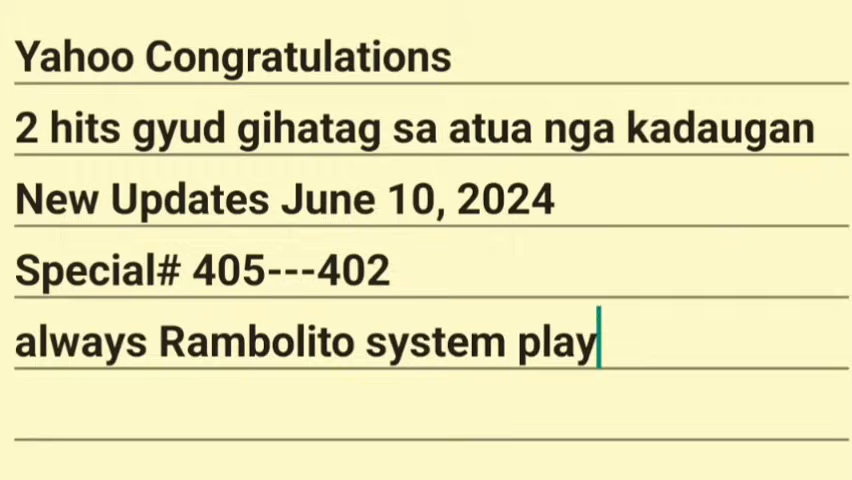 Yahoo Congratulations
2 hits gyud gihatag sa atua nga kadaugan
New Updates June 10, 2024
Special# 405---402
always Rambolito system play